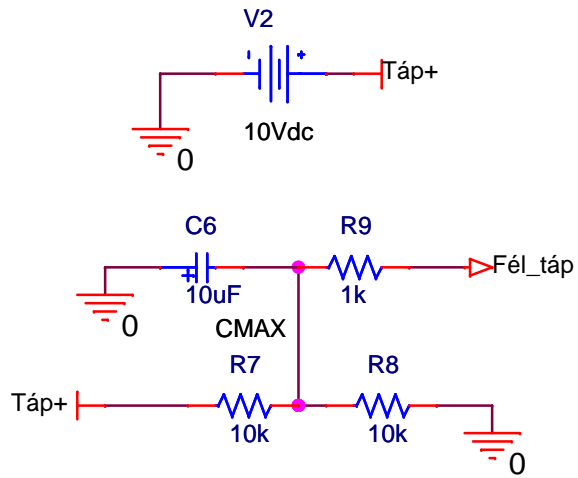 V2
- +
Táp+
10Vdc
0
C6
R9
+
Fél_táp
10uF
1k
0
CMAX
R7
R8
Táp+
10k
10k
0